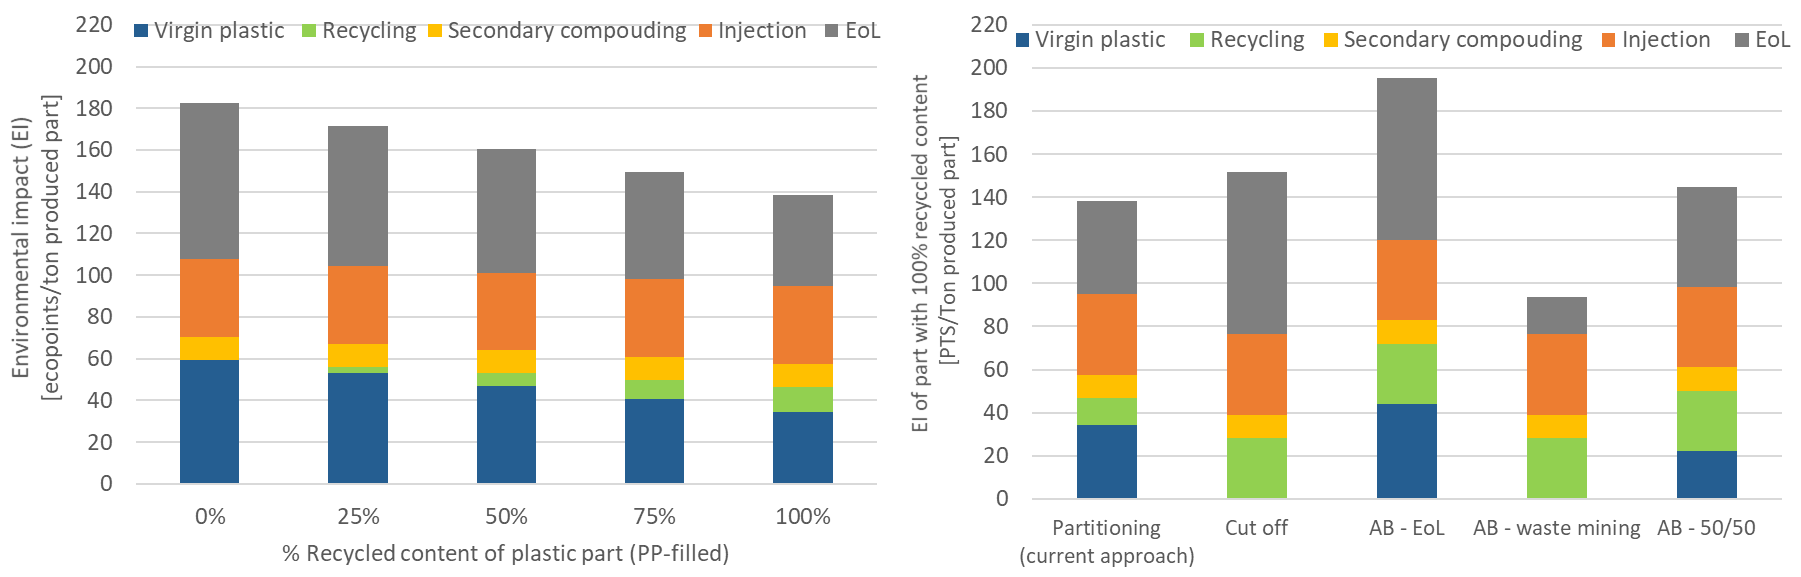 220
Virgin plastic
Recycling
Secondary compouding
Injection
EoL
200
180
160
140
120
100
80
60
40
20
0
Environmental impact (EI)
[ecopoints/ton produced part]
0%
25%
50%
75%
100%
% Recycled content of plastic part (PP-filled)
220
Virgin plastic
Recycling
Secondary compouding
Injection
EoL
200
180
160
140
120
100
80
60
40
20
0
EI of part with 100% recyccled content
[PTS/Ton produced part]
Partitioning
(current approach)
Cut off
AB - EoL
AB - waste mining
AB - 50/50